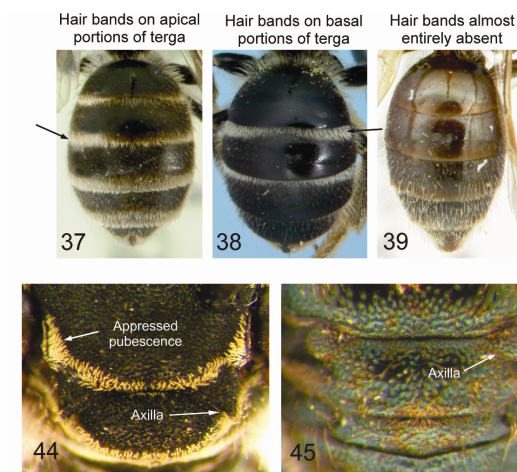 Hair bands on apical
portions of terga
Hair bands on basal
portions of terga
Hair bands almost
entirely absent
37
38
39
Appressed
pubescence
Axilla
44
Axilla
45